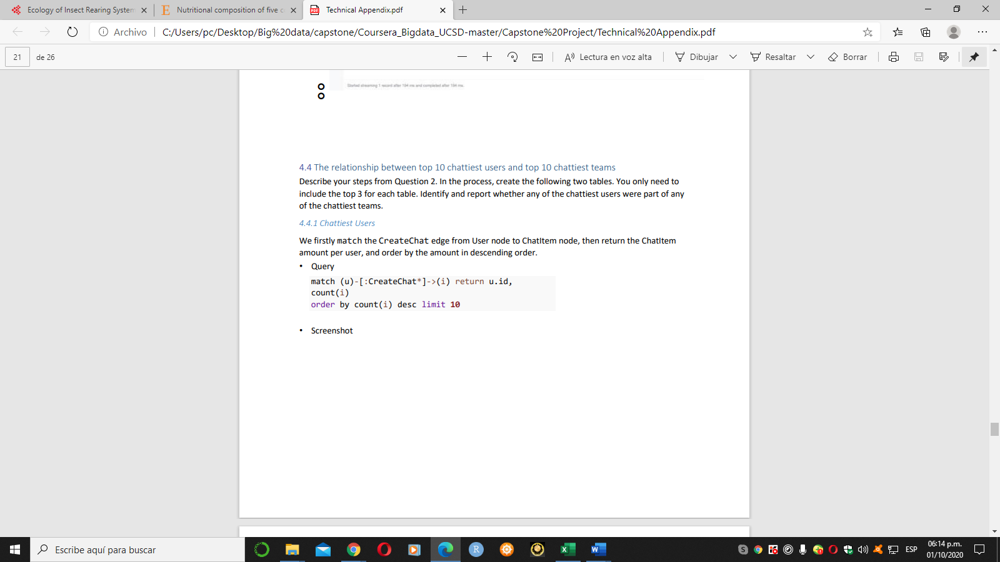 Ecology of Insect Rearing System
Nutritional composition of five c
Technical Appendix.pdf
Archivo
C:/Users/pc/Desktop/Big%20data/capstone/Coursera_Bigdata_UCSD-master/Capstone%20Project/Technical%20Appendix.pdf
21 de 26
Lectura en voz alta
Dibujar
Resaltar
Borrar
Started streaming 1 record after 194 ms and completed after 194 ms.
4.4 The relationship between top 10 chattiest users and top 10 chattiest teams
Describe your steps from Question 2. In the process, create the following two tables. You only need to
include the top 3 for each table. Identify and report whether any of the chattiest users were part of any
of the chattiest teams.
4.4.1 Chattiest Users
We firstly match the CreateChat edge from User node to ChatItem node, then return the ChatItem
amount per user, and order by the amount in descending order.
• Query
match (u)-[:CreateChat*]->(i) return u.id,
count(i)
order by count(i) desc limit 10
• Screenshot
Escribe aquí para buscar
ESP
06:14 p.m.
01/10/2020